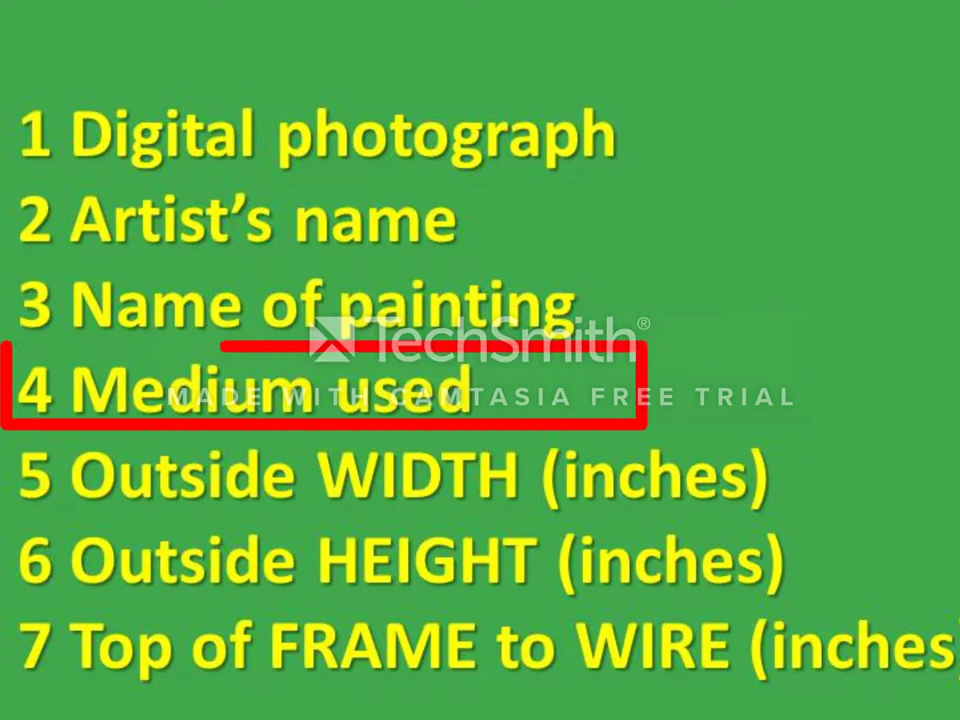 1 Digital photograph
2 Artist’s name
3 Name of painting
TechSmith®
4 Medium used
MADE WITH CAMTASIA FREE TRIAL
5 Outside WIDTH (inches)
6 Outside HEIGHT (inches)
7 Top of FRAME to WIRE (inches)